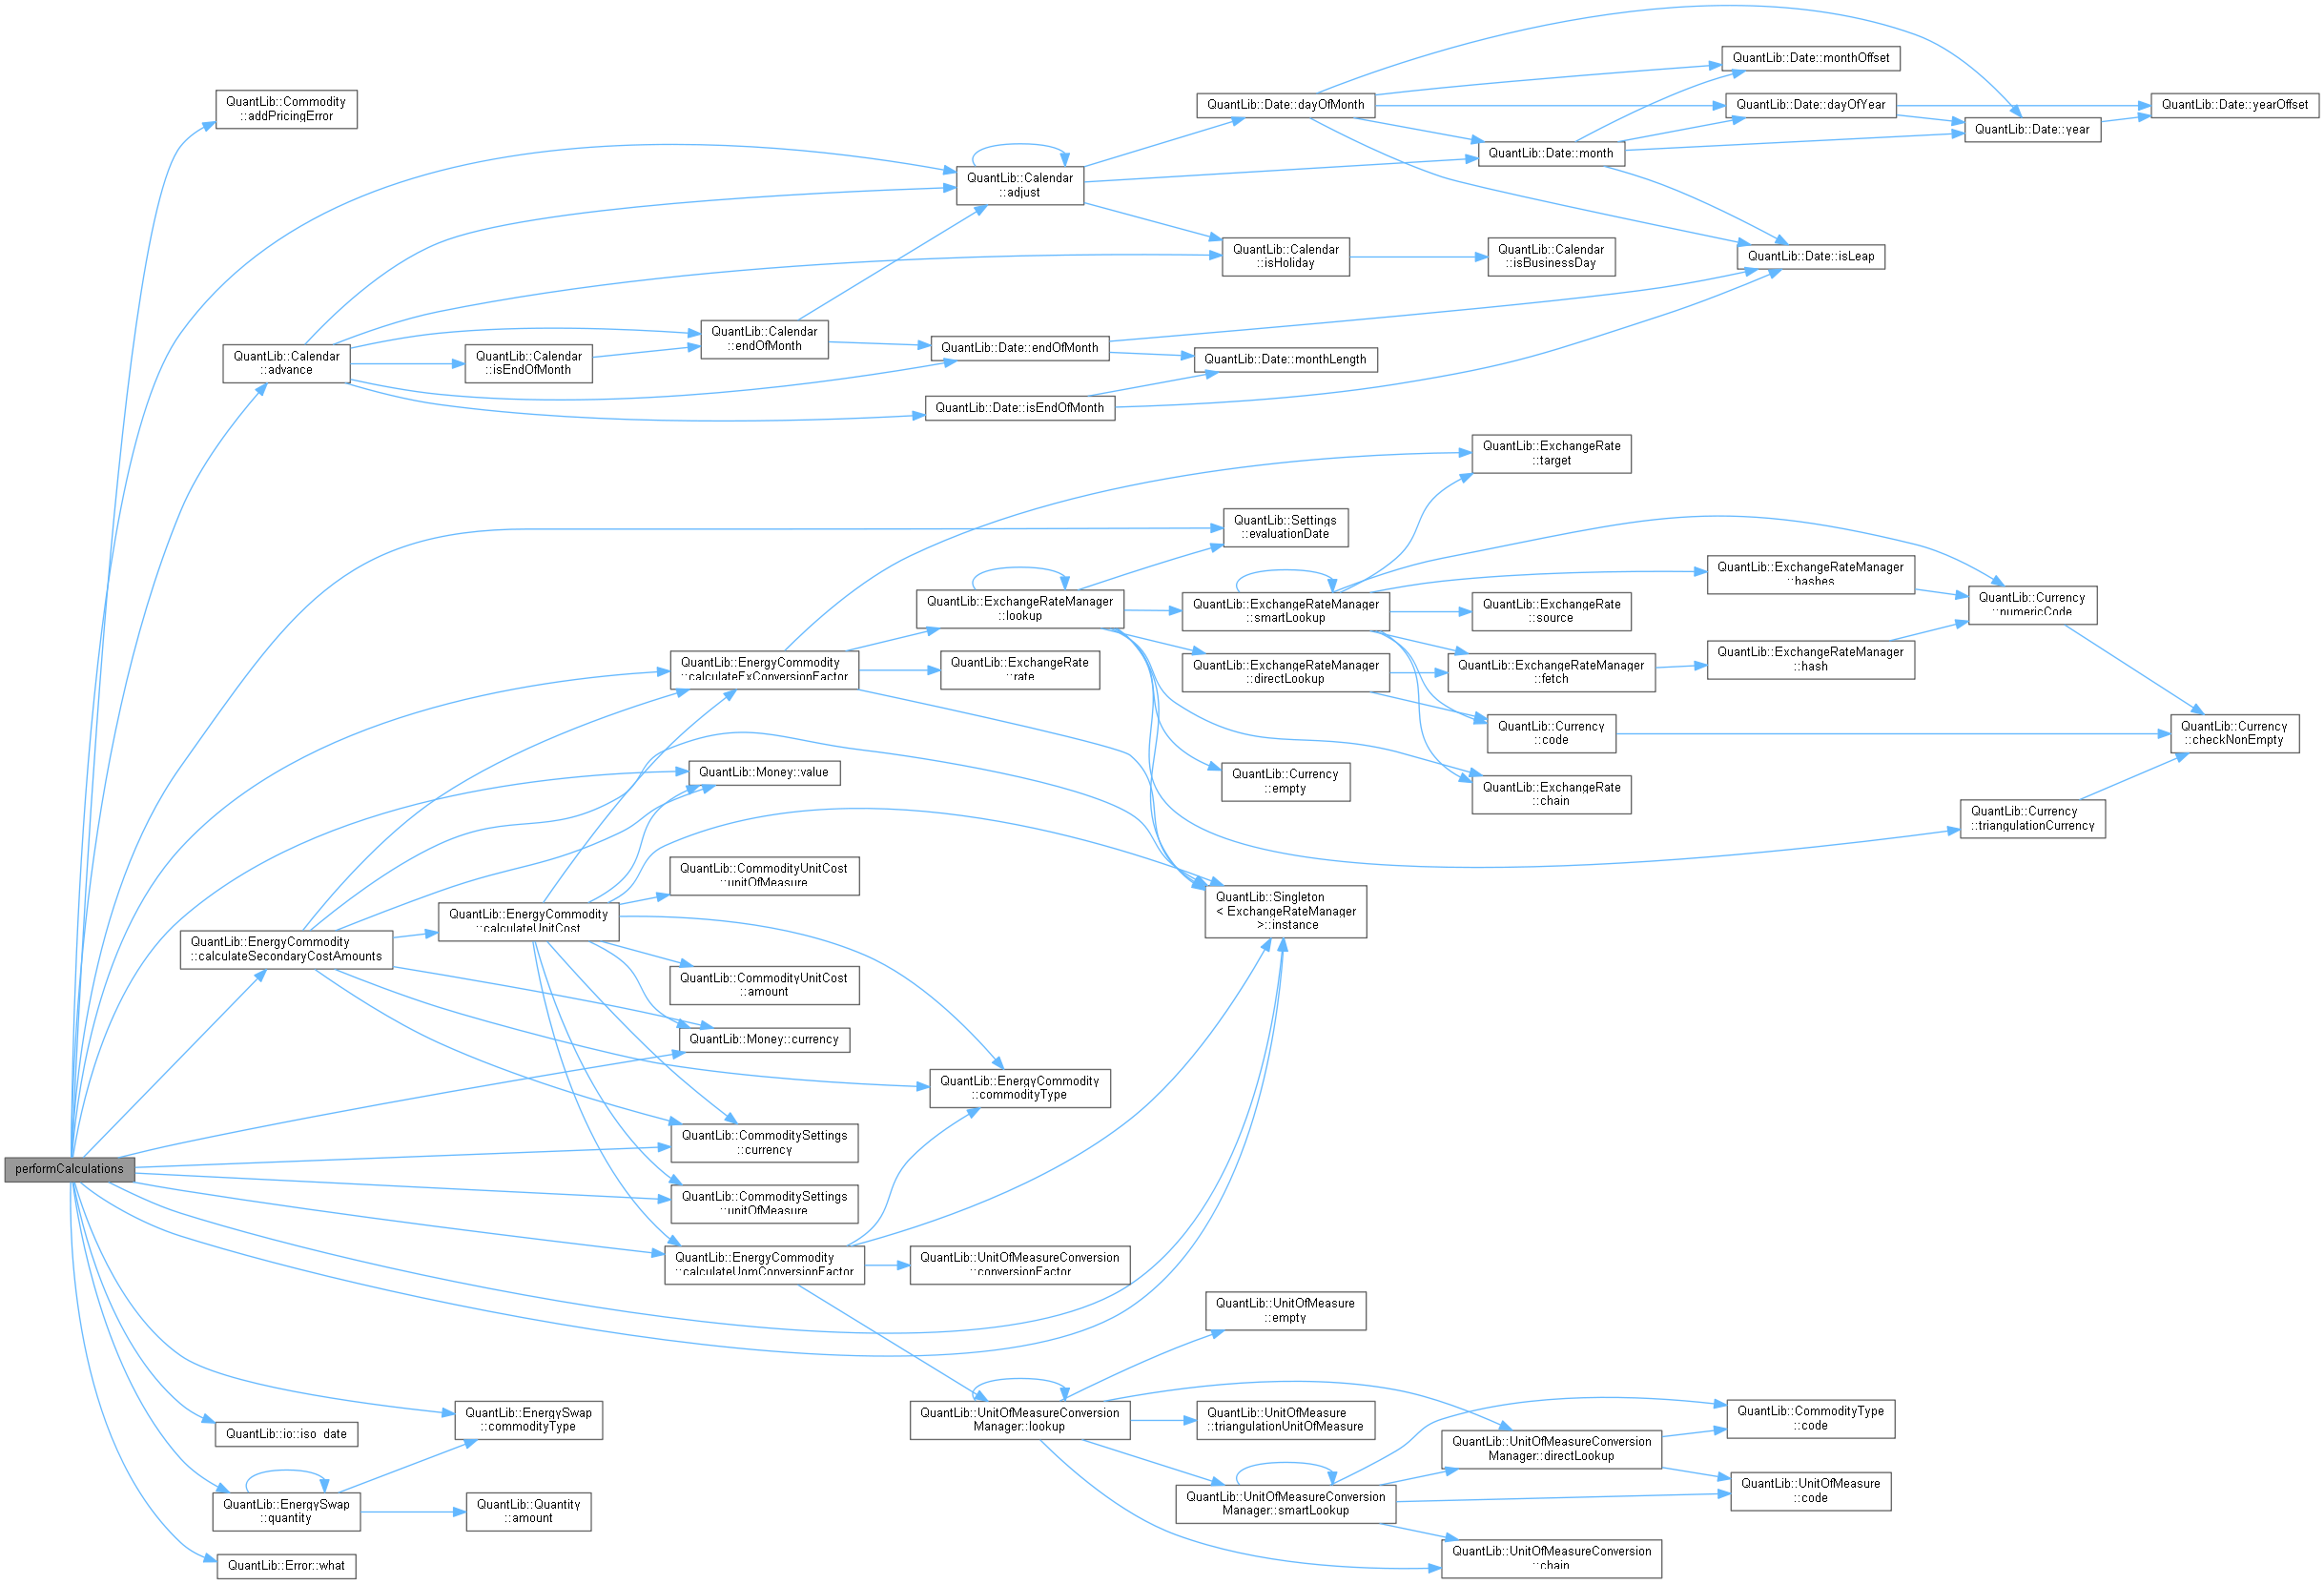 QuantLib::Commodity
::addPricingError
QuantLib::Calendar
::advance
QuantLib::Calendar
::isEndOfMonth
QuantLib::Calendar
::endOfMonth
QuantLib::Calendar
::adjust
QuantLib::Date::endOfMonth
QuantLib::Date::isEndOfMonth
QuantLib::Date::dayOfMonth
QuantLib::Calendar
::isHoliday
QuantLib::Date::monthLength
QuantLib::Date::month
QuantLib::Calendar
::isBusinessDay
QuantLib::Date::monthOffset
QuantLib::Date::dayOfYear
QuantLib::Date::isLeap
QuantLib::Date::year
QuantLib::Date::yearOffset
QuantLib::ExchangeRate
::target
QuantLib::Settings
::evaluationDate
QuantLib::ExchangeRateManager
::lookup
QuantLib::ExchangeRateManager
::smartLookup
QuantLib::ExchangeRate
::source
QuantLib::ExchangeRateManager
::hashes
QuantLib::Currency
::numericCode
QuantLib::EnergyCommodity
::calculateFxConversionFactor
QuantLib::ExchangeRate
::rate
QuantLib::ExchangeRateManager
::directLookup
QuantLib::ExchangeRateManager
::fetch
QuantLib::ExchangeRateManager
::hash
QuantLib::Currency
::code
QuantLib::Currency
::checkNonEmpty
QuantLib::Money::value
QuantLib::Currency
::empty
QuantLib::ExchangeRate
::chain
QuantLib::Currency
::triangulationCurrency
QuantLib::CommodityUnitCost
::unitOfMeasure
QuantLib::Singleton
< ExchangeRateManager
>::instance
QuantLib::EnergyCommodity
::calculateUnitCost
QuantLib::EnergyCommodity
::calculateSecondaryCostAmounts
QuantLib::CommodityUnitCost
::amount
QuantLib::Money::currency
QuantLib::EnergyCommodity
::commodityType
QuantLib::CommoditySettings
::currency
performCalculations
QuantLib::CommoditySettings
::unitOfMeasure
QuantLib::EnergyCommodity
::calculateUomConversionFactor
QuantLib::UnitOfMeasureConversion
::conversionFactor
QuantLib::UnitOfMeasure
::empty
QuantLib::UnitOfMeasureConversion
Manager::lookup
QuantLib::UnitOfMeasure
::triangulationUnitOfMeasure
QuantLib::CommodityType
::code
QuantLib::UnitOfMeasureConversion
Manager::directLookup
QuantLib::UnitOfMeasure
::code
QuantLib::UnitOfMeasureConversion
Manager::smartLookup
QuantLib::UnitOfMeasureConversion
::chain
QuantLib::EnergySwap
::commodityType
QuantLib::io::iso_date
QuantLib::EnergySwap
::quantity
QuantLib::Quantity
::amount
QuantLib::Error::what